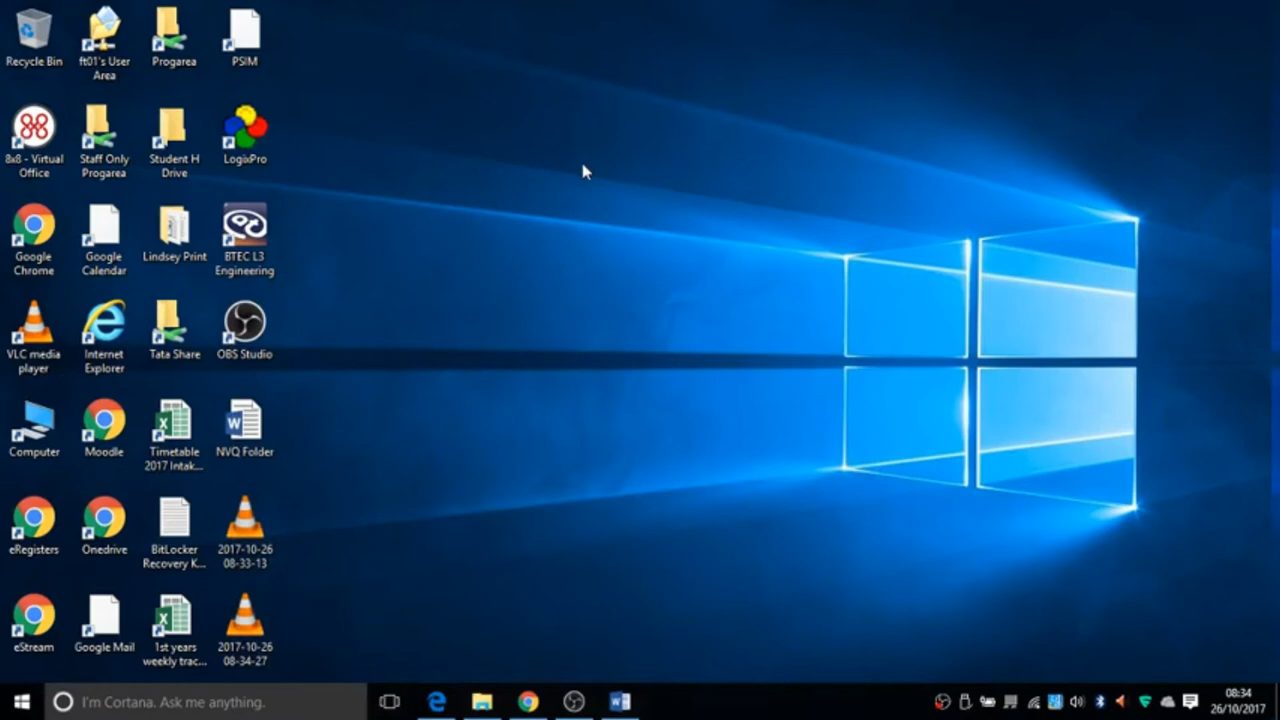 Recycle Bin
ft01's User
Area
Progarea
PSIM
8x8 - Virtual
Office
Staff Only
Progarea
Student H
Drive
LogixPro
Google
Chrome
Google
Calendar
Lindsey Print
BTEC L3
Engineering
VLC media
player
Internet
Explorer
Tata Share
OBS Studio
Computer
Moodle
Timetable
2017 Intak...
NVQ Folder
eRegisters
Onedrive
BitLocker
Recovery K...
2017-10-26
08-33-13
eStream
Google Mail
1st years
weekly trac...
2017-10-26
08-34-27
I'm Cortana. Ask me anything.
08:34
26/10/2017